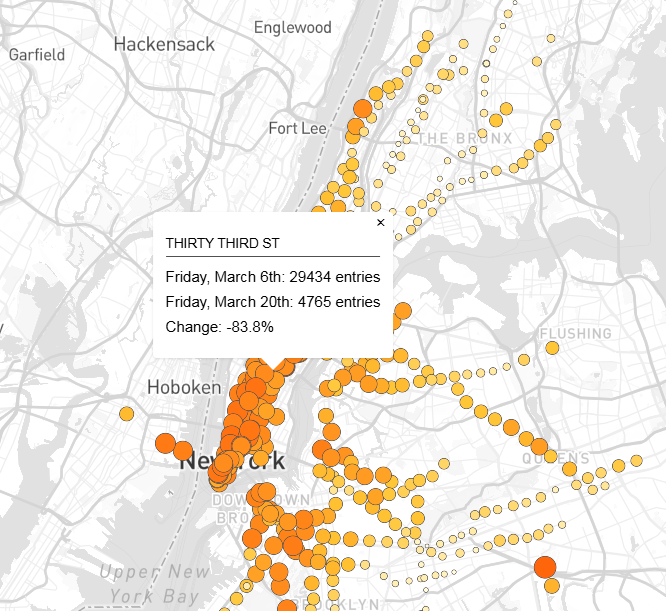 Englewood
Hackensack
Garfield
Fort Lee
THE BRONX
×
THIRTY THIRD ST
Friday, March 6th: 29434 entries
Friday, March 20th: 4765 entries
Change: -83.8%
FLUSHING
Hoboken
New York
QUEENS
DOWNTOWN
BRO
Upper New
York Bay
BROOKLYN